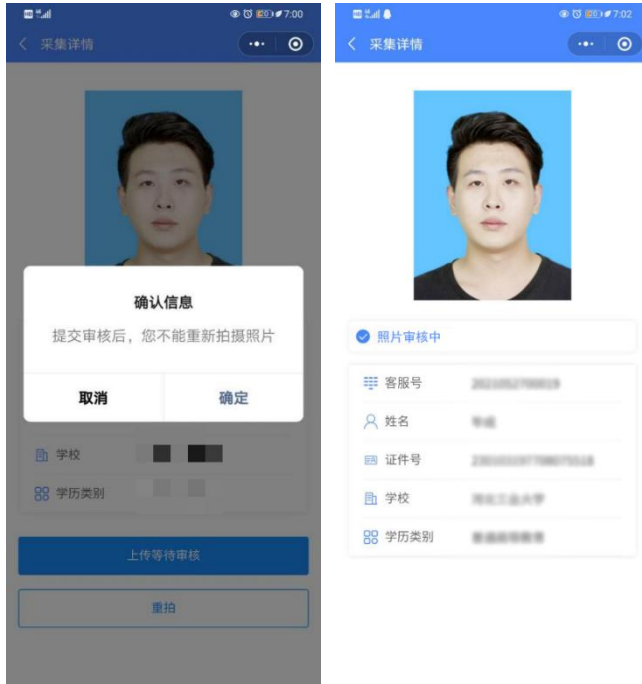 7:00
采集详情
确认信息
提交审核后，您不能重新拍摄照片
取消
确定
学校
学历类别
上传等待审核
重拍
7:02
采集详情
照片审核中
客服号
姓名
证件号
学校
学历类别